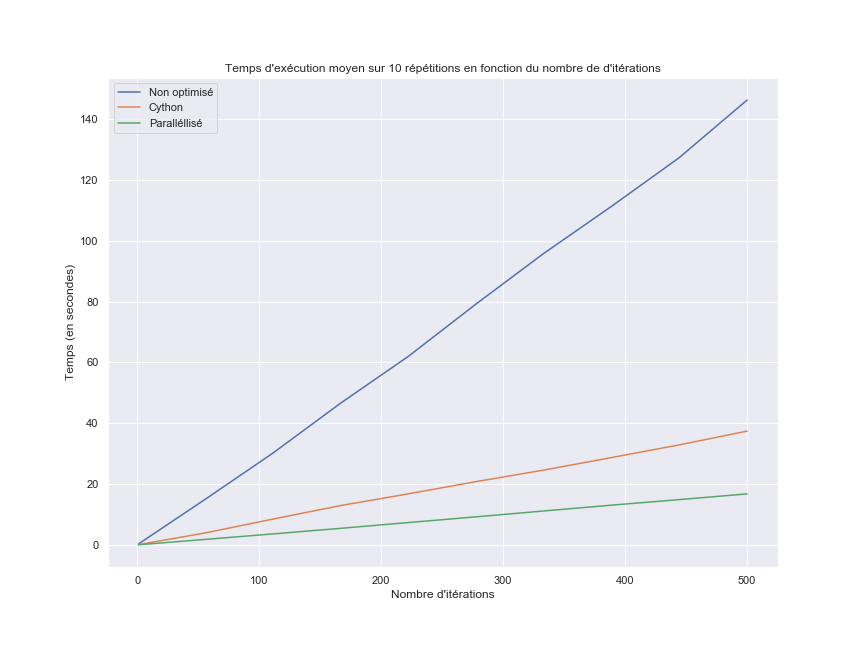 Temps d'exécution moyen sur 10 répétitions en fonction du nombre de d'itérations
Non optimisé
Cython
Paralléllisé
140
120
100
80
60
40
20
0
Temps (en secondes)
0 100 200 300 400 500
Nombre d'itérations